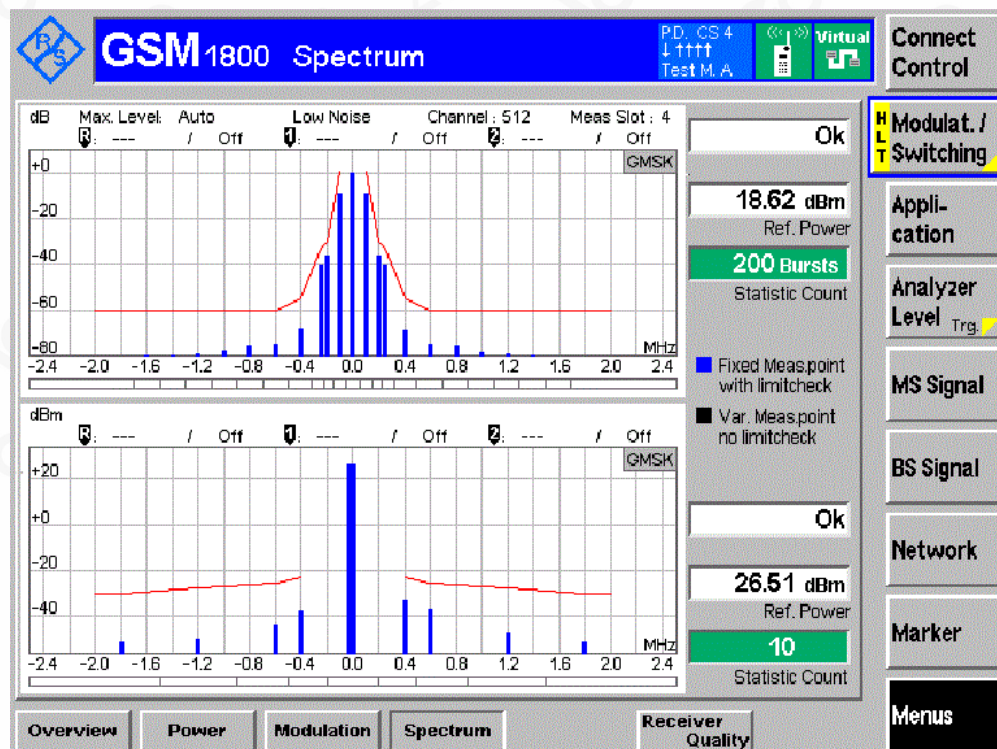 R/S
GSM 1800 Spectrum
P.D. CS 4
↓ ↑↑↑↑
Test M. A.
Virtual
Connect
Control
dB Max. Level: Auto Low Noise Channel : 512 Meas Slot : 4
R: --- / Off 1: --- / Off 2: --- / Off
GMSK
+0
-20
-40
-60
-80
MHz
-2.4 -2.0 -1.6 -1.2 -0.8 -0.4 0.0 0.4 0.8 1.2 1.6 2.0 2.4
Ok
18.62 dBm
Ref. Power
200 Bursts
Statistic Count
Fixed Meas.point
with limitcheck
Var. Meas.point
no limitcheck
dBm
R: --- / Off 1: --- / Off 2: --- / Off
GMSK
+20
+0
-20
-40
MHz
-2.4 -2.0 -1.6 -1.2 -0.8 -0.4 0.0 0.4 0.8 1.2 1.6 2.0 2.4
Ok
26.51 dBm
Ref. Power
10
Statistic Count
HLT
Modulat. /
Switching
Appli-
cation
Analyzer
Level Trg.
MS Signal
BS Signal
Network
Marker
Menus
Overview
Power
Modulation
Spectrum
Receiver
Quality